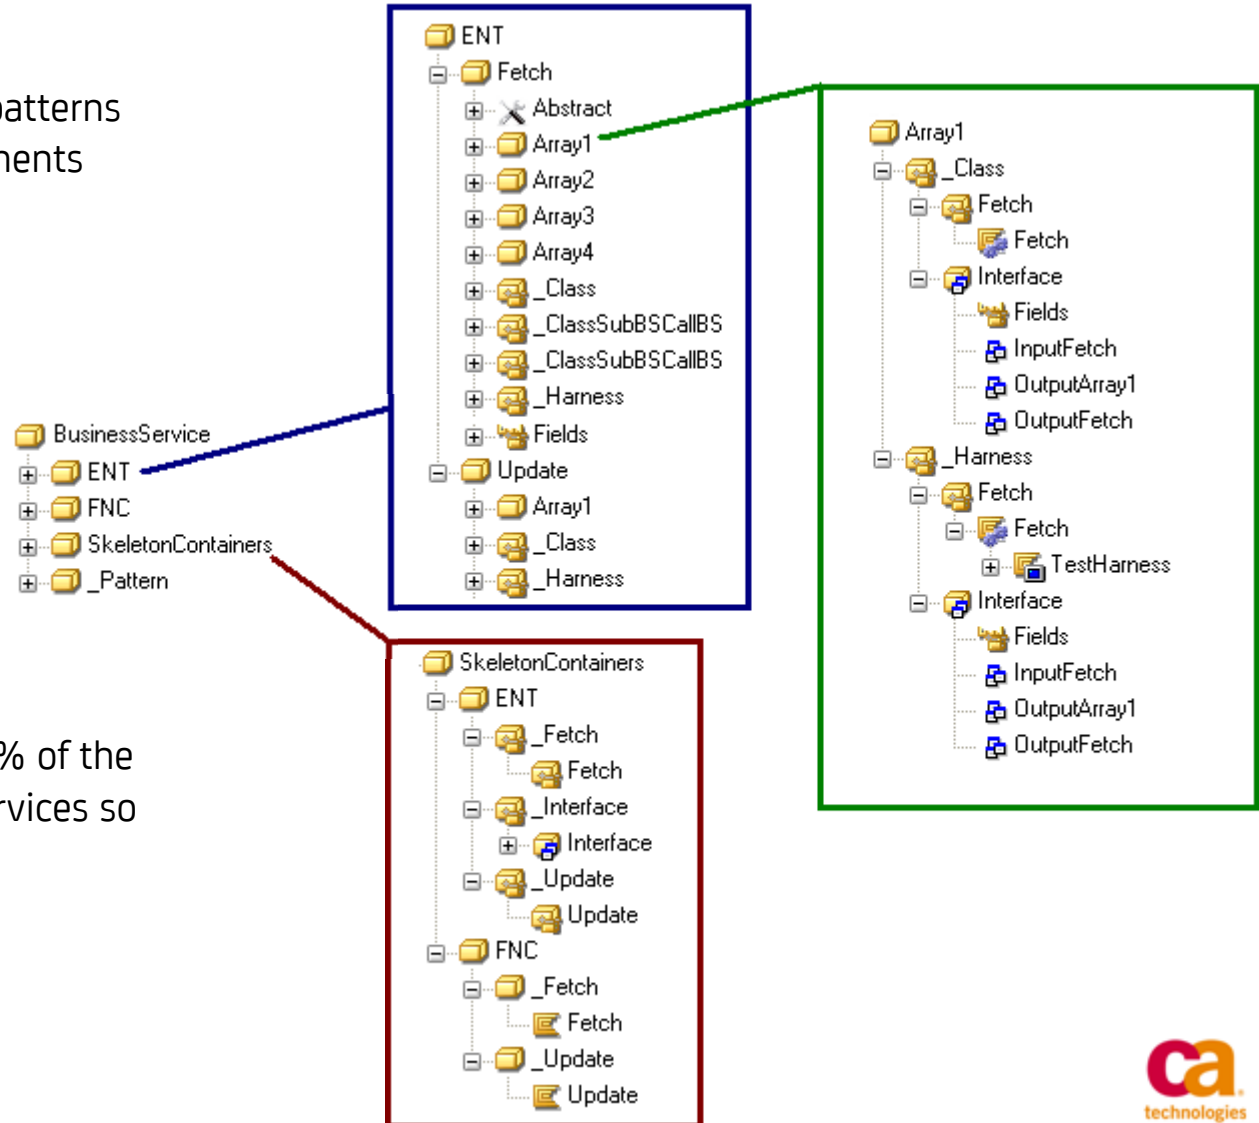 patterns
nents
% of the
rvices so
BusinessService
ENT
FNC
SkeletonContainers
_Pattern
ENT
Fetch
Abstract
Array1
Array2
Array3
Array4
_Class
_ClassSubBSCallBS
_ClassSubBSCallBS
_Harness
Fields
Update
Array1
_Class
_Harness
SkeletonContainers
ENT
_Fetch
Fetch
_Interface
Interface
_Update
Update
FNC
_Fetch
Fetch
_Update
Update
Array1
_Class
Fetch
Fetch
Interface
Fields
InputFetch
OutputArray1
OutputFetch
_Harness
Fetch
Fetch
TestHarness
Interface
Fields
InputFetch
OutputArray1
OutputFetch
ca
technologies